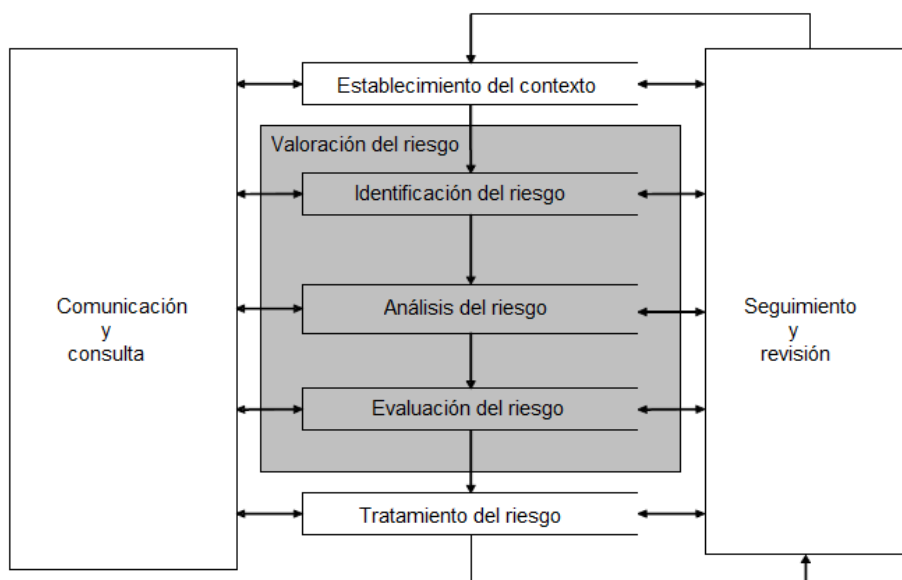 Establecimiento del contexto
Valoración del riesgo
Identificación del riesgo
Comunicación
y
consulta
Análisis del riesgo
Seguimiento
y
revisión
Evaluación del riesgo
Tratamiento del riesgo